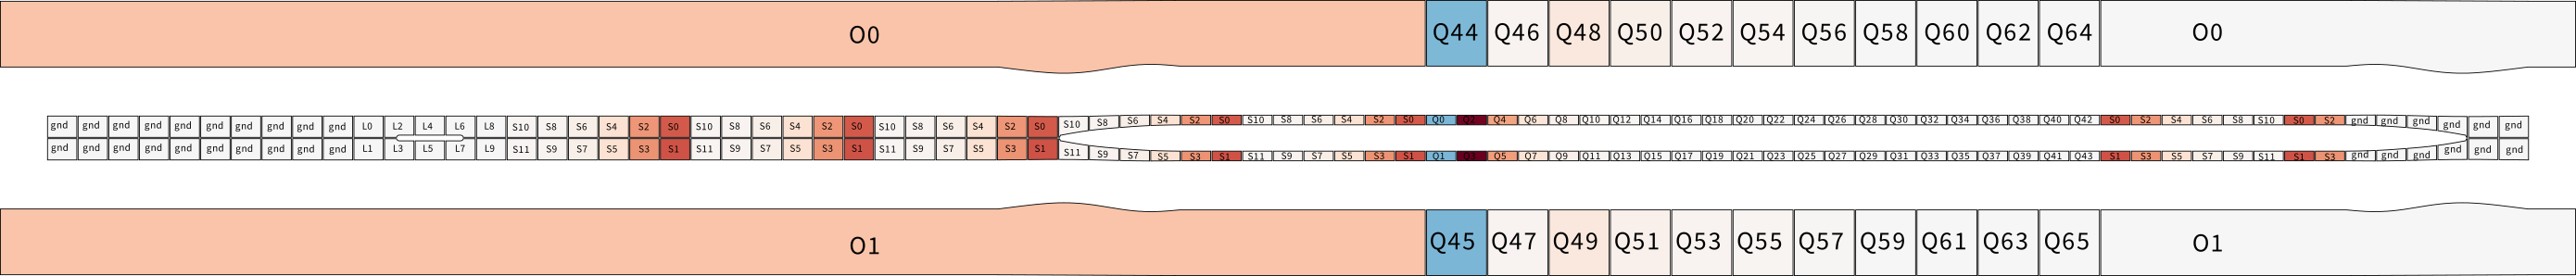 O0 Q44 Q46 Q48 Q50 Q52 Q54 Q56 Q58 Q60 Q62 Q64 O0
gnd gnd gnd gnd gnd gnd gnd gnd gnd gnd L0 L2 L4 L6 L8 S10 S8 S6 S4 S2 S0 S10 S8 S6 S4 S2 S0 S10 S8 S6 S4 S2 S0 S10 S8 S6 S4 S2 S0 S10 S8 S6 S4 S2 S0 Q0 Q2 Q4 Q6 Q8 Q10 Q12 Q14 Q16 Q18 Q20 Q22 Q24 Q26 Q28 Q30 Q32 Q34 Q36 Q38 Q40 Q42 S0 S2 S4 S6 S8 S10 S0 S2 gnd gnd gnd gnd gnd gnd
gnd gnd gnd gnd gnd gnd gnd gnd gnd gnd L1 L3 L5 L7 L9 S11 S9 S7 S5 S3 S1 S11 S9 S7 S5 S3 S1 S11 S9 S7 S5 S3 S1 S11 S9 S7 S5 S3 S1 S11 S9 S7 S5 S3 S1 Q1 Q3 Q5 Q7 Q9 Q11 Q13 Q15 Q17 Q19 Q21 Q23 Q25 Q27 Q29 Q31 Q33 Q35 Q37 Q39 Q41 Q43 S1 S3 S5 S7 S9 S11 S1 S3 gnd gnd gnd gnd gnd gnd
O1 Q45 Q47 Q49 Q51 Q53 Q55 Q57 Q59 Q61 Q63 Q65 O1